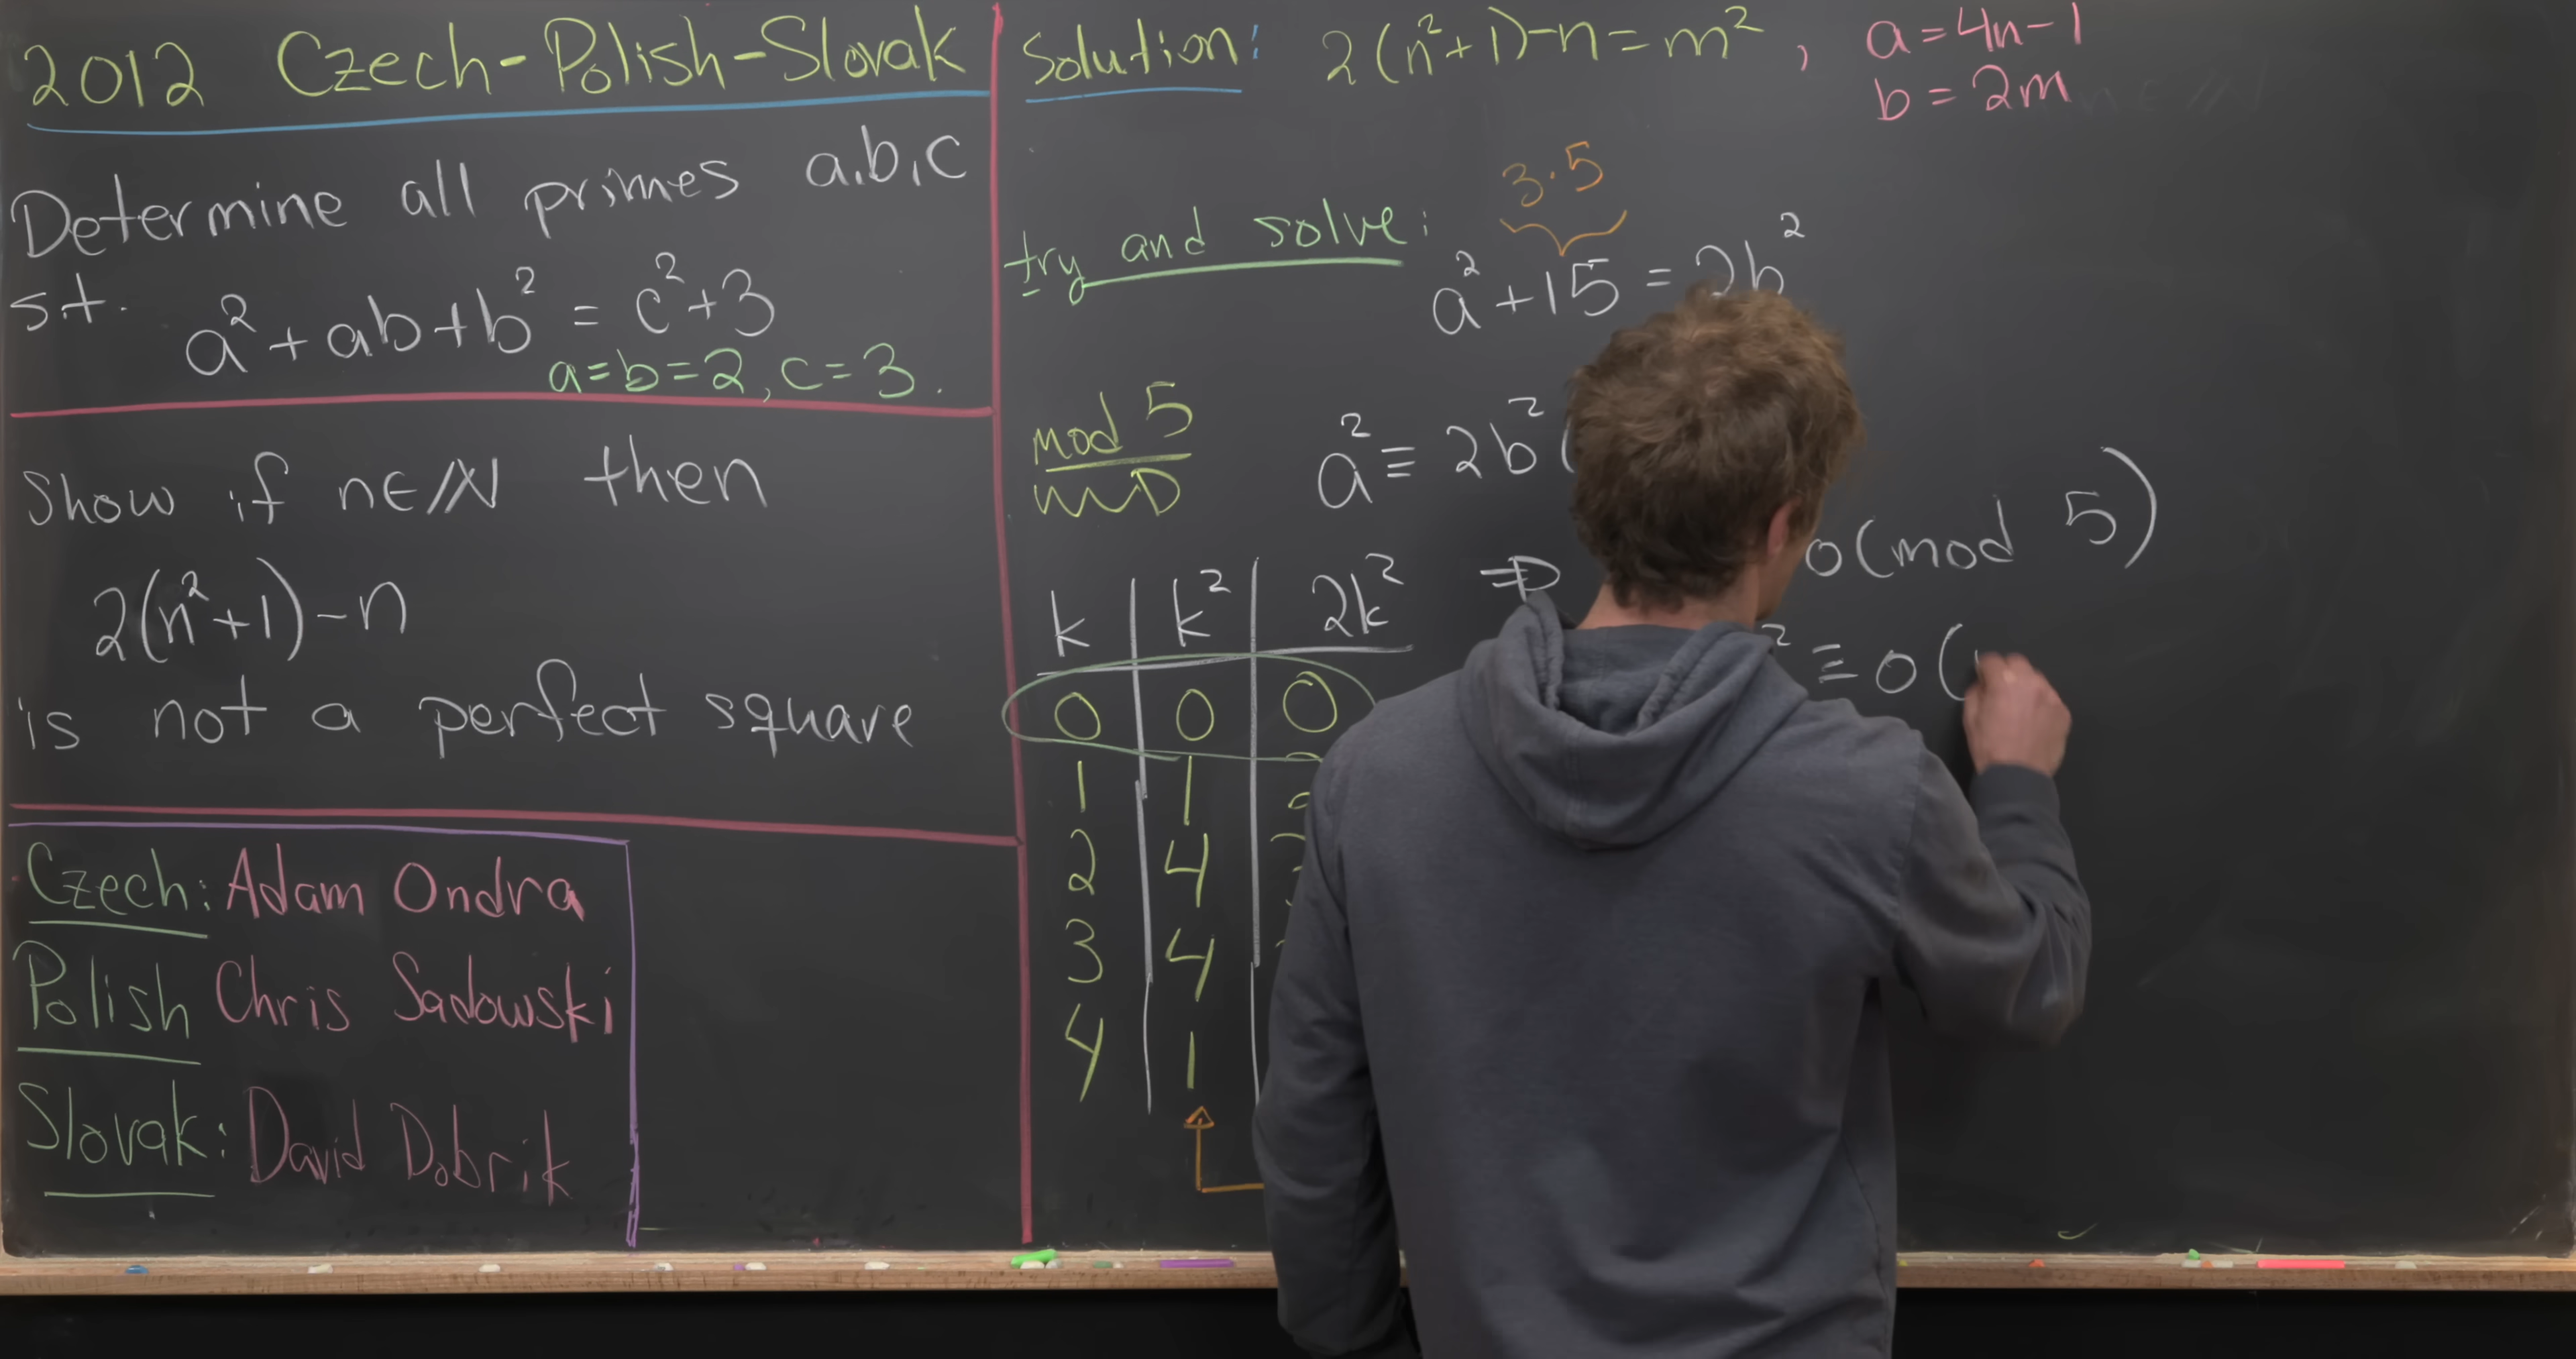 2012 Czech-Polish-Slovak
Determine all primes a,b,c
s.t. a²+ab+b² = c²+3
a=b=2, c=3.
Show if n∈ℕ then
2(n²+1)-n
is not a perfect square
Czech: Adam Ondra
Polish Chris Sadowski
Slovak: David Dobrik
Solution: 2(n²+1)-n=m², a=4n-1
b=2m
try and solve: 3·5
a²+15=2b²
mod 5 a²≡2b²(
⇒ 0(mod 5)
² ≡ 0(
k k² 2k²
0 0 0
1 1
2 4
3 4
4 1